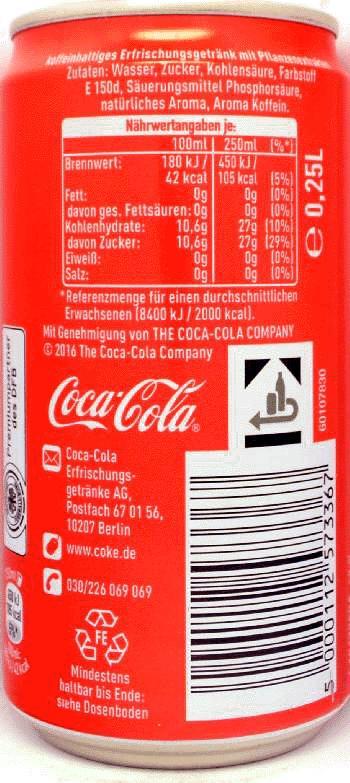 Koffeinhaltiges Erfrischungsgetränk mit
Zutaten: Wasser, Zucker, Kohlensäure, Farbstoff
E 150d, Säuerungsmittel Phosphorsäure,
natürliches Aroma, Aroma Koffein.
Nährwertangaben je:
100ml 250ml (%*)
Brennwert: 180 kJ / 450 kJ /
42 kcal 105 kcal (5%)
Fett: 0g 0g (0%)
davon ges. Fettsäuren: 0g 0g (0%)
Kohlenhydrate: 10,6g 27g (10%)
davon Zucker: 10,6g 27g (29%)
Eiweiß: 0g 0g (0%)
Salz: 0g 0g (0%)
*Referenzmenge für einen durchschnittlichen
Erwachsenen (8400 kJ / 2000 kcal).
Mit Genehmigung von THE COCA-COLA COMPANY
© 2016 The Coca-Cola Company
e 0,25L
Premiumpartner
des DFB
Coca-Cola®
60107830
Coca-Cola
Erfrischungs-
getränke AG,
Postfach 67 01 56,
10207 Berlin
www.coke.de
030/226 069 069
FE
Mindestens
haltbar bis Ende:
siehe Dosenboden
5 000112 573367